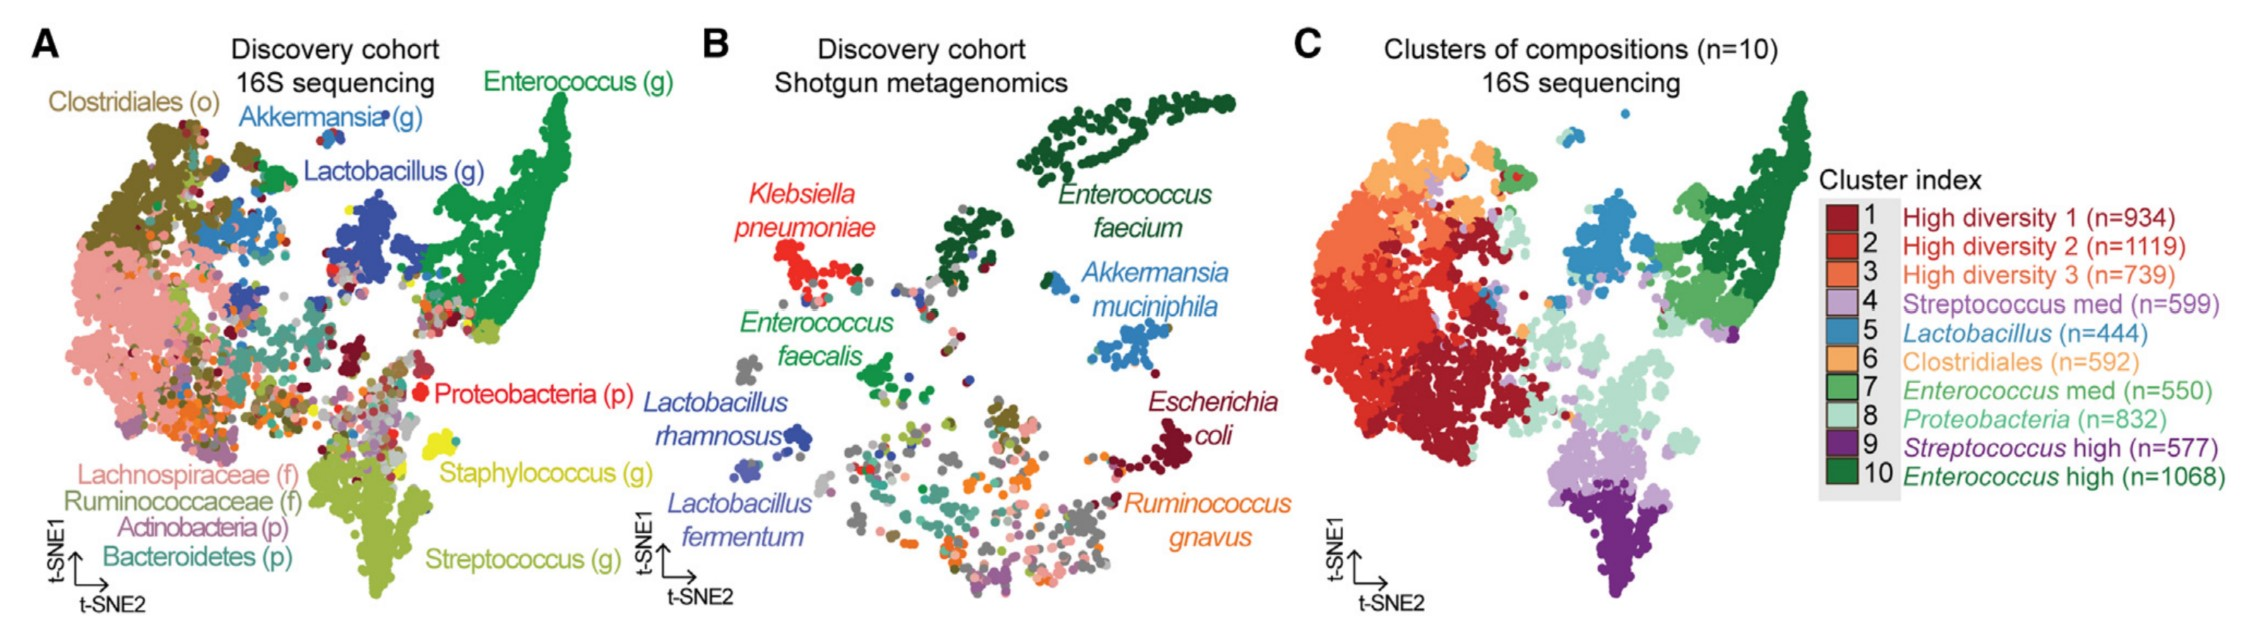 A
Discovery cohort
16S sequencing
Clostridiales (o)
Akkermansia (g)
Enterococcus (g)
Lactobacillus (g)
Proteobacteria (p)
Staphylococcus (g)
Lachnospiraceae (f)
Ruminococcaceae (f)
Actinobacteria (p)
Bacteroidetes (p)
Streptococcus (g)
t-SNE1
t-SNE2
B
Discovery cohort
Shotgun metagenomics
Klebsiella
pneumoniae
Enterococcus
faecium
Akkermansia
muciniphila
Enterococcus
faecalis
Lactobacillus
rhamnosus
Escherichia
coli
Lactobacillus
fermentum
Ruminococcus
gnavus
t-SNE1
t-SNE2
C
Clusters of compositions (n=10)
16S sequencing
Cluster index
1 High diversity 1 (n=934)
2 High diversity 2 (n=1119)
3 High diversity 3 (n=739)
4 Streptococcus med (n=599)
5 Lactobacillus (n=444)
6 Clostridiales (n=592)
7 Enterococcus med (n=550)
8 Proteobacteria (n=832)
9 Streptococcus high (n=577)
10 Enterococcus high (n=1068)
t-SNE1
t-SNE2